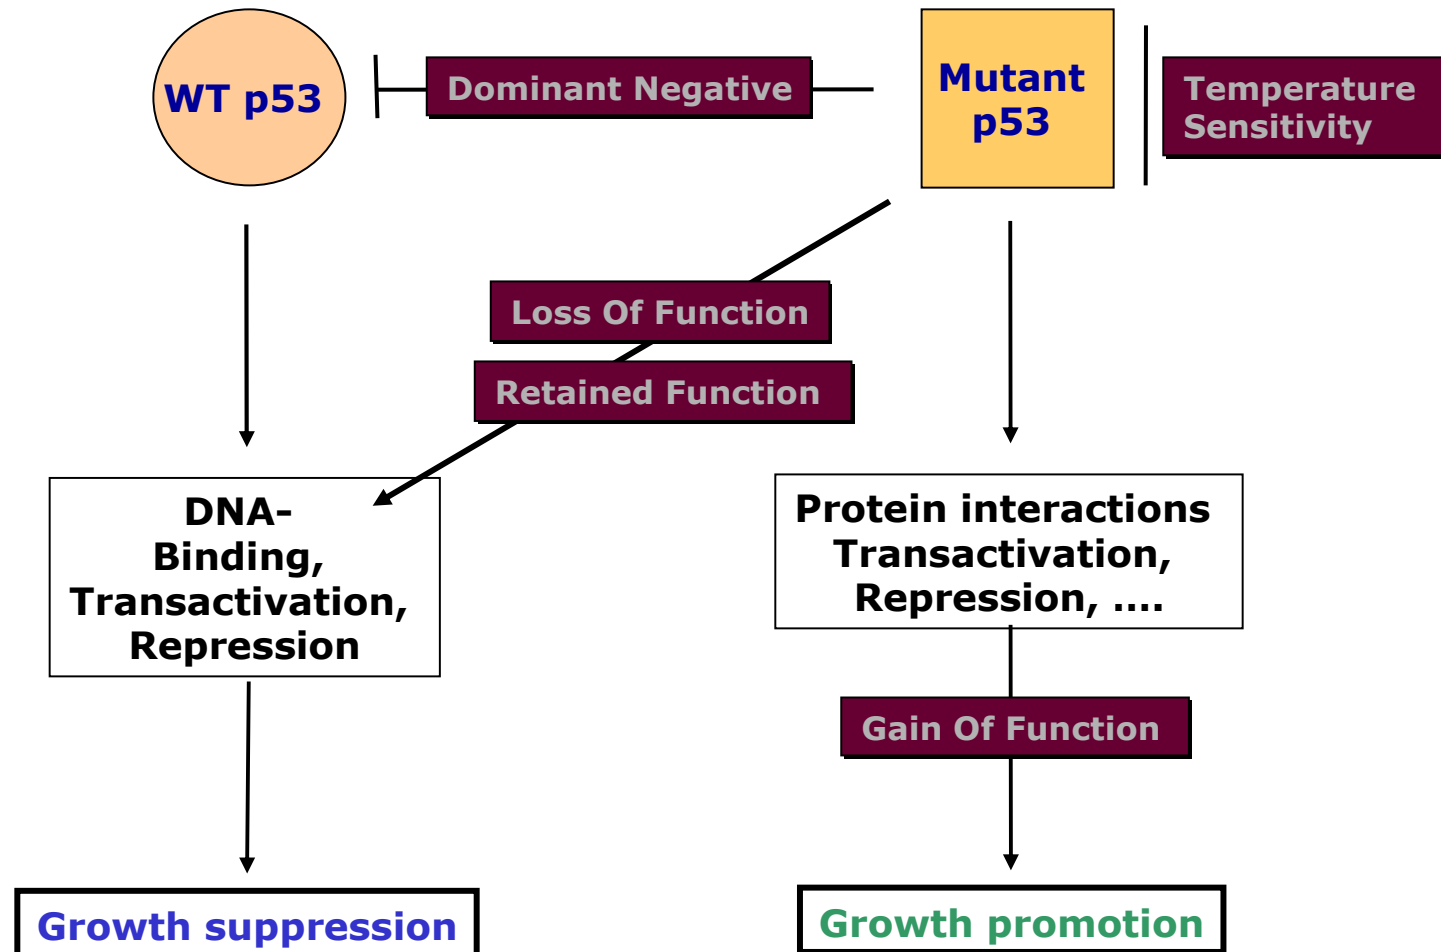 WT p53
Dominant Negative
Mutant
p53
Temperature
Sensitivity
Loss Of Function
Retained Function
DNA-
Binding,
Transactivation,
Repression
Protein interactions
Transactivation,
Repression, ....
Gain Of Function
Growth suppression
Growth promotion